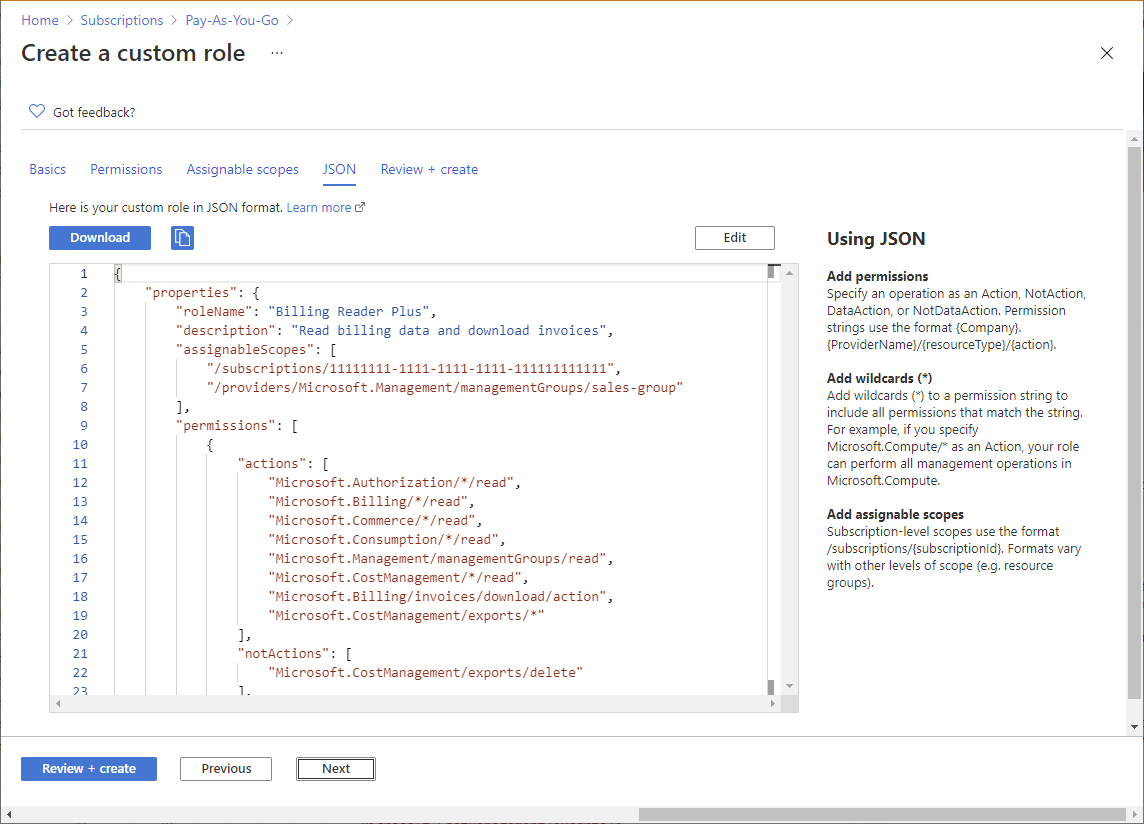 Home > Subscriptions > Pay-As-You-Go >
Create a custom role ...
Got feedback?
Basics Permissions Assignable scopes JSON Review + create
Here is your custom role in JSON format. Learn more
Download
Edit
1 {
2 "properties": {
3 "roleName": "Billing Reader Plus",
4 "description": "Read billing data and download invoices",
5 "assignableScopes": [
6 "/subscriptions/11111111-1111-1111-1111-111111111111",
7 "/providers/Microsoft.Management/managementGroups/sales-group"
8 ],
9 "permissions": [
10 {
11 "actions": [
12 "Microsoft.Authorization/*/read",
13 "Microsoft.Billing/*/read",
14 "Microsoft.Commerce/*/read",
15 "Microsoft.Consumption/*/read",
16 "Microsoft.Management/managementGroups/read",
17 "Microsoft.CostManagement/*/read",
18 "Microsoft.Billing/invoices/download/action",
19 "Microsoft.CostManagement/exports/*"
20 ],
21 "notActions": [
22 "Microsoft.CostManagement/exports/delete"
23 ],
Using JSON
Add permissions
Specify an operation as an Action, NotAction,
DataAction, or NotDataAction. Permission
strings use the format {Company}.
{ProviderName}/{resourceType}/{action}.
Add wildcards (*)
Add wildcards (*) to a permission string to
include all permissions that match the string.
For example, if you specify
Microsoft.Compute/* as an Action, your role
can perform all management operations in
Microsoft.Compute.
Add assignable scopes
Subscription-level scopes use the format
/subscriptions/{subscriptionId}. Formats vary
with other levels of scope (e.g. resource
groups).
Review + create
Previous
Next